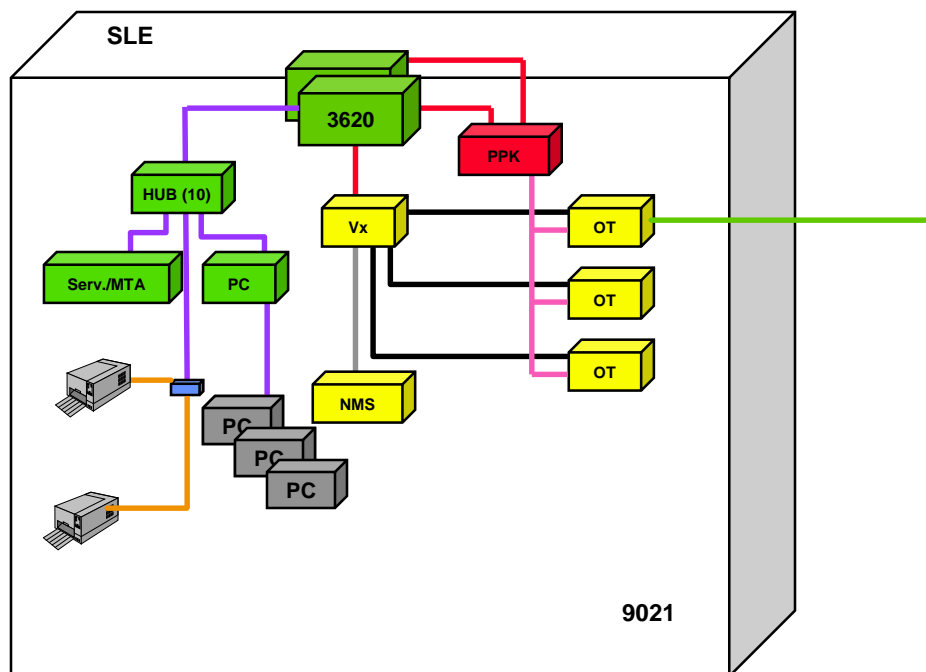 SLE
3620
PPK
HUB (10)
Vx
OT
Serv./MTA
PC
OT
OT
NMS
PC
PC
PC
9021